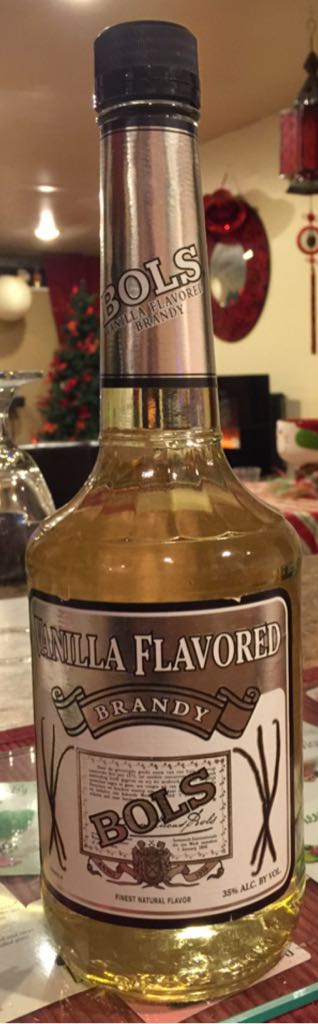 BOLS
VANILLA FLAVORED
BRANDY
VANILLA FLAVORED
BRANDY
BOLS
FINEST NATURAL FLAVOR
35% ALC. BY VOL.